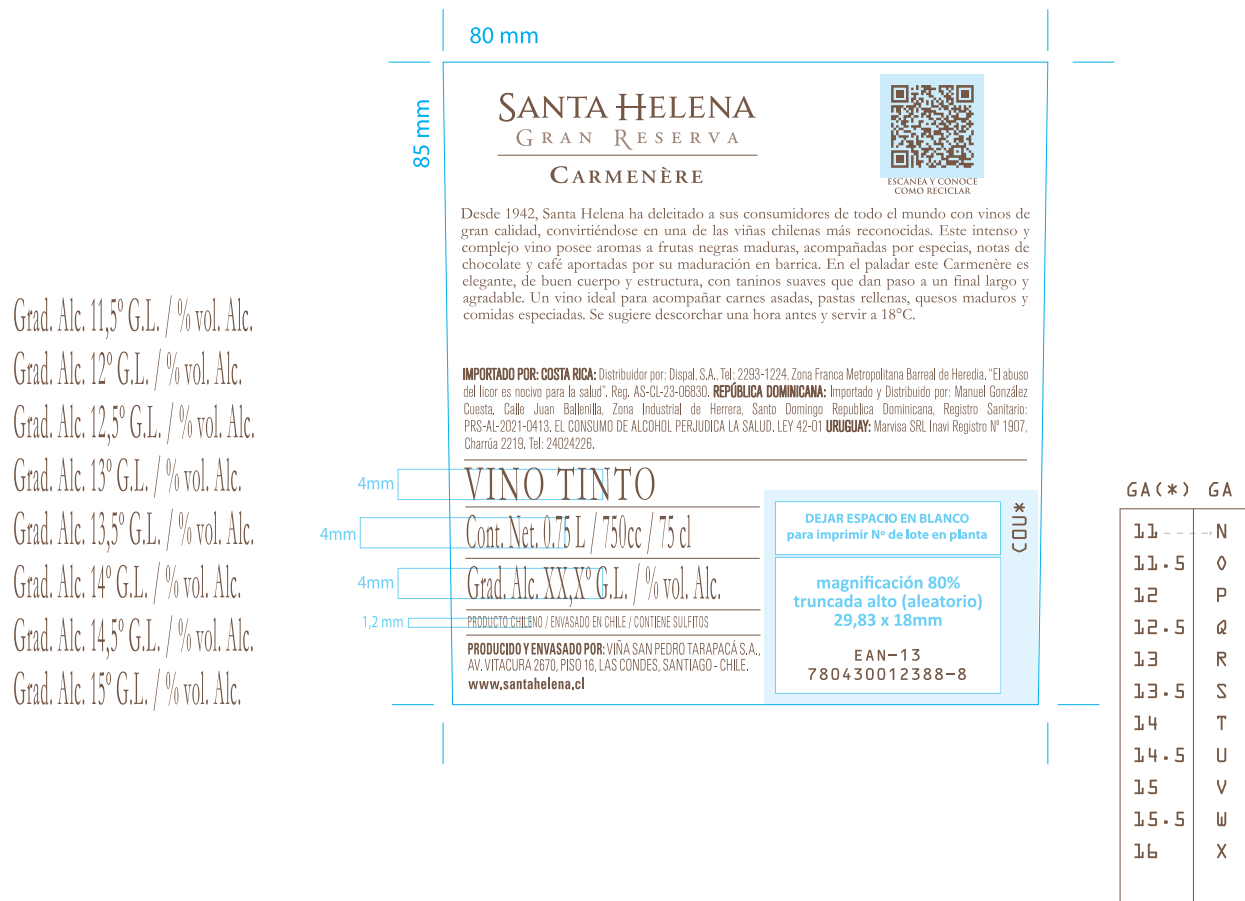 80 mm
85 mm
SANTA HELENA
GRAN RESERVA
CARMENÈRE
ESCANEA Y CONOCE
COMO RECICLAR
Desde 1942, Santa Helena ha deleitado a sus consumidores de todo el mundo con vinos de
gran calidad, convirtiéndose en una de las viñas chilenas más reconocidas. Este intenso y
complejo vino posee aromas a frutas negras maduras, acompañadas por especias, notas de
chocolate y café aportadas por su maduración en barrica. En el paladar este Carmenère es
elegante, de buen cuerpo y estructura, con taninos suaves que dan paso a un final largo y
agradable. Un vino ideal para acompañar carnes asadas, pastas rellenas, quesos maduros y
comidas especiadas. Se sugiere descorchar una hora antes y servir a 18°C.
IMPORTADO POR: COSTA RICA: Distribuidor por: Dispal, S.A., Tel: 2293-1224, Zona Franca Metropolitana Barreal de Heredia. "El abuso
del licor es nocivo para la salud". Reg. AS-CL-23-06830. REPÚBLICA DOMINICANA: Importado y Distribuido por: Manuel González
Cuesta, Calle Juan Ballenilla, Zona Industrial de Herrera, Santo Domingo Republica Dominicana, Registro Sanitario:
PRS-AL-2021-0413. EL CONSUMO DE ALCOHOL PERJUDICA LA SALUD. LEY 42-01 URUGUAY: Marvisa SRL Inavi Registro Nº 1907,
Charrúa 2219. Tel: 24024226.
4mm
VINO TINTO
4mm
Cont. Net. 0.75 L / 750cc / 75 cl
4mm
Grad. Alc. XX,Xº G.L. / % vol. Alc.
1,2 mm
PRODUCTO CHILENO / ENVASADO EN CHILE / CONTIENE SULFITOS
PRODUCIDO Y ENVASADO POR: VIÑA SAN PEDRO TARAPACÁ S.A.,
AV. VITACURA 2670, PISO 16, LAS CONDES, SANTIAGO - CHILE.
www.santahelena.cl
DEJAR ESPACIO EN BLANCO
para imprimir Nº de lote en planta
COU*
magnificación 80%
truncada alto (aleatorio)
29,83 x 18mm
EAN-13
780430012388-8
Grad. Alc. 11,5º G.L. / % vol. Alc.
Grad. Alc. 12º G.L. / % vol. Alc.
Grad. Alc. 12,5º G.L. / % vol. Alc.
Grad. Alc. 13º G.L. / % vol. Alc.
Grad. Alc. 13,5º G.L. / % vol. Alc.
Grad. Alc. 14º G.L. / % vol. Alc.
Grad. Alc. 14,5º G.L. / % vol. Alc.
Grad. Alc. 15º G.L. / % vol. Alc.
GA(*) GA
11 N
11.5 O
12 P
12.5 Q
13 R
13.5 S
14 T
14.5 U
15 V
15.5 W
16 X